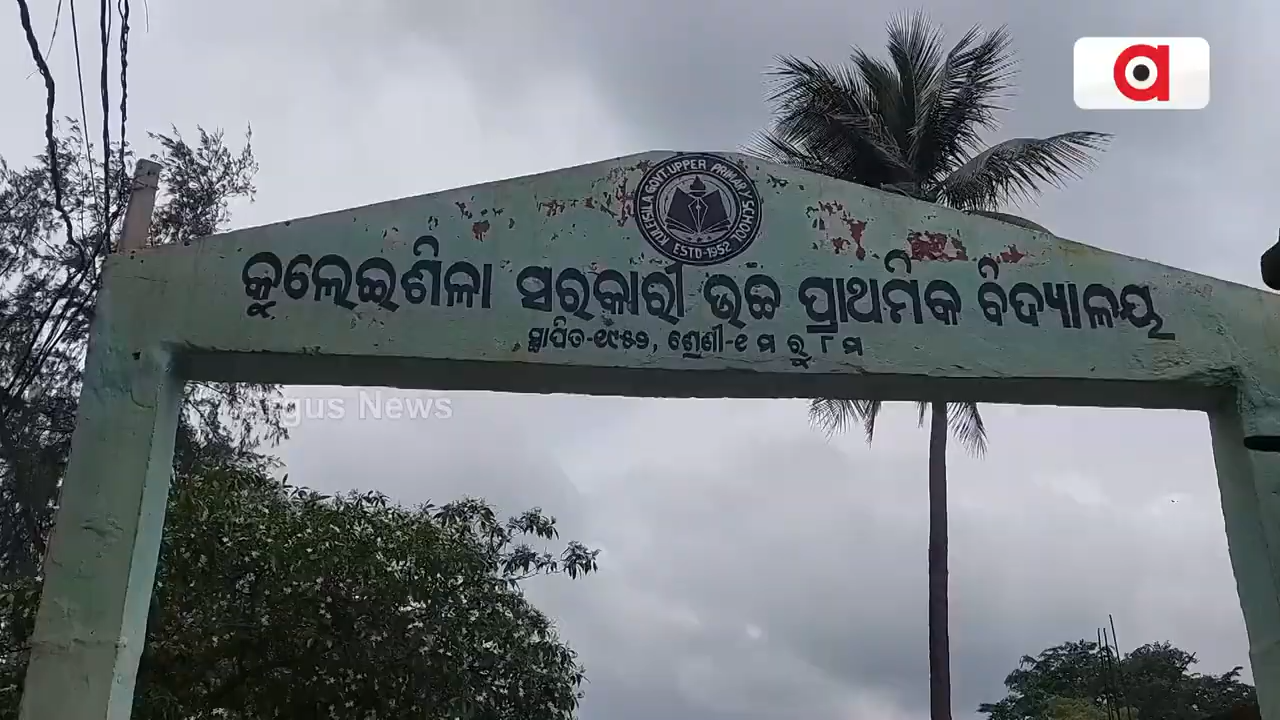 KULEISILA GOVT.UPPER PRIMARY SCHOOL
ESTD-1952
କୁଲେଇଶିଳା ସରକାରୀ ଉଚ୍ଚ ପ୍ରାଥମିକ ବିଦ୍ୟାଳୟ
ସ୍ଥାପିତ-୧୯୫୨, ଶ୍ରେଣୀ-୧ ମ ରୁ ୮ ମ
Argus News